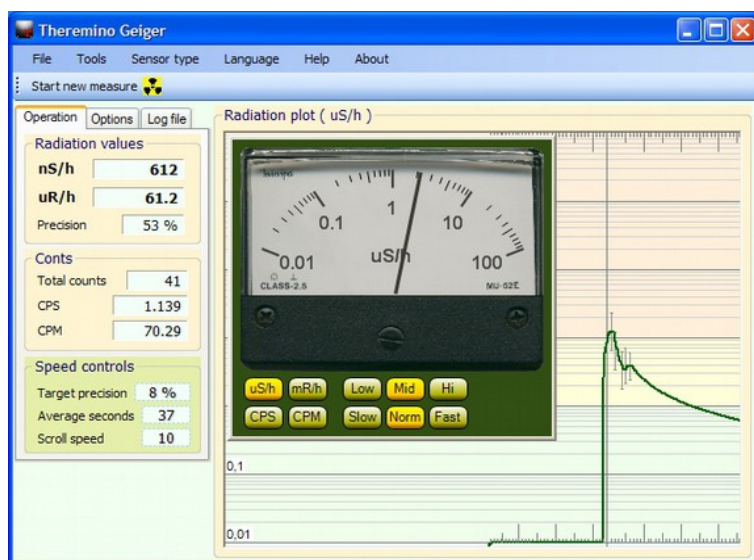 Theremino Geiger
File Tools Sensor type Language Help About
Start new measure
Operation Options Log file
Radiation values
nS/h 612
uR/h 61.2
Precision 53 %
Conts
Total counts 41
CPS 1.139
CPM 70.29
Speed controls
Target precision 8 %
Average seconds 37
Scroll speed 10
Radiation plot ( uS/h )
0.01 0.1 1 10 100
uS/h
CLASS-2.5 MU-52E
uS/h mR/h Low Mid Hi
CPS CPM Slow Norm Fast
0,1
0,01